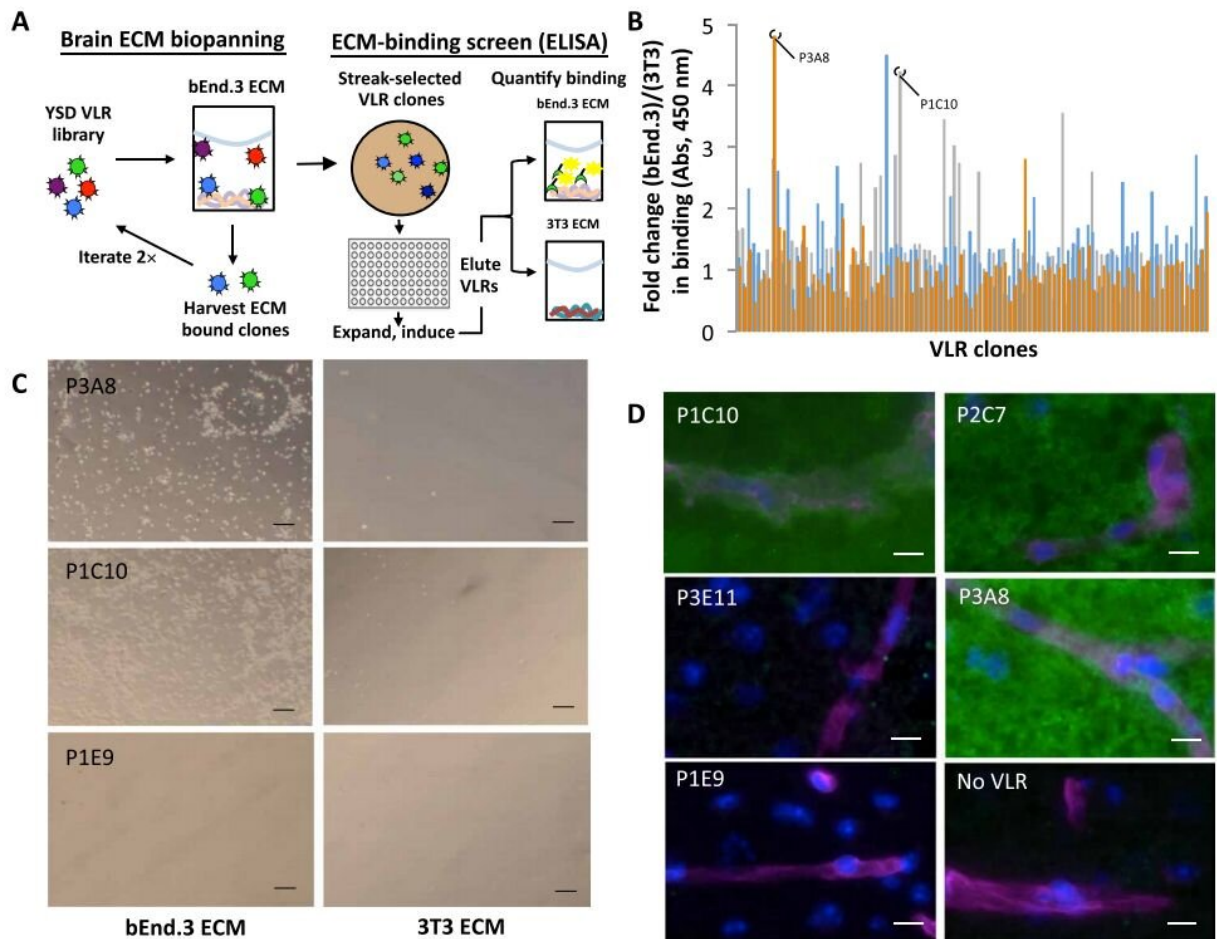 A
Brain ECM biopanning
ECM-binding screen (ELISA)
bEnd.3 ECM
YSD VLR
library
Iterate 2×
Harvest ECM
bound clones
Streak-selected
VLR clones
Expand, induce
Elute
VLRs
Quantify binding
bEnd.3 ECM
3T3 ECM
B
Fold change (bEnd.3)/(3T3)
in binding (Abs, 450 nm)
5
4
3
2
1
0
P3A8
P1C10
VLR clones
C
P3A8
P1C10
P1E9
bEnd.3 ECM
3T3 ECM
D
P1C10
P2C7
P3E11
P3A8
P1E9
No VLR